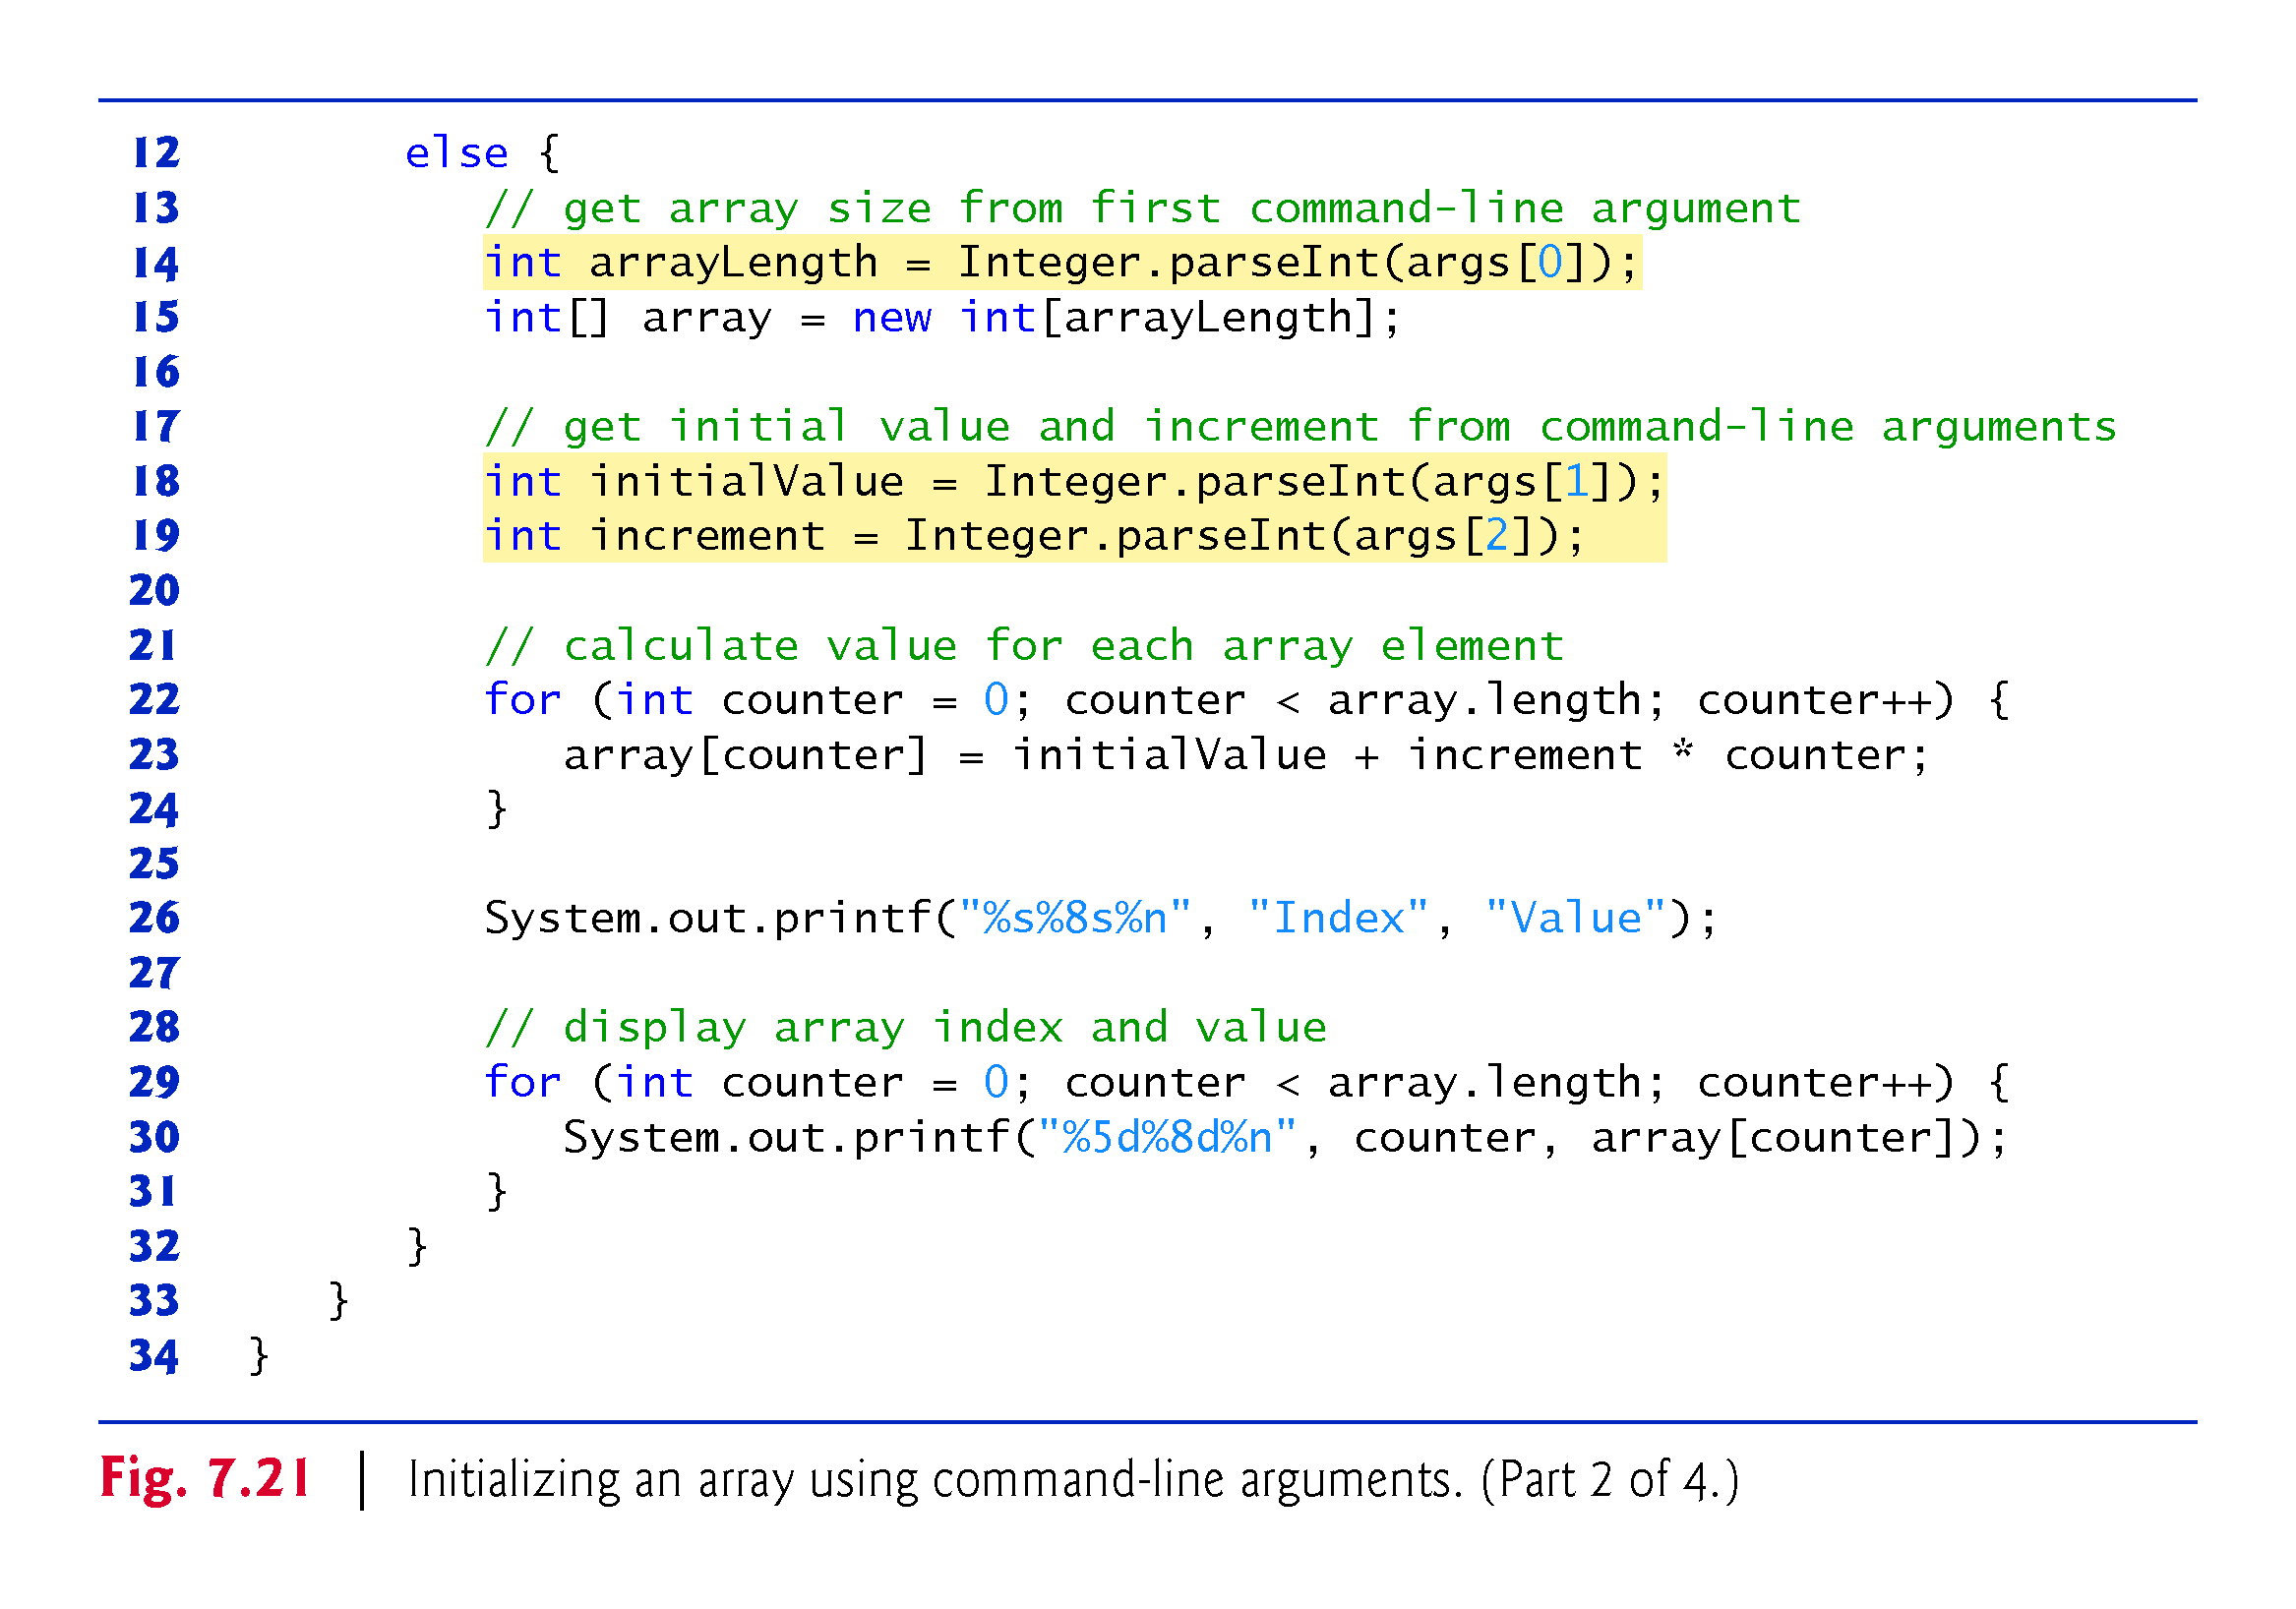 12 else {
13 // get array size from first command-line argument
14 int arrayLength = Integer.parseInt(args[0]);
15 int[] array = new int[arrayLength];
16
17 // get initial value and increment from command-line arguments
18 int initialValue = Integer.parseInt(args[1]);
19 int increment = Integer.parseInt(args[2]);
20
21 // calculate value for each array element
22 for (int counter = 0; counter < array.length; counter++) {
23 array[counter] = initialValue + increment * counter;
24 }
25
26 System.out.printf("%s%8s%n", "Index", "Value");
27
28 // display array index and value
29 for (int counter = 0; counter < array.length; counter++) {
30 System.out.printf("%5d%8d%n", counter, array[counter]);
31 }
32 }
33 }
34 }
Fig. 7.21 | Initializing an array using command-line arguments. (Part 2 of 4.)